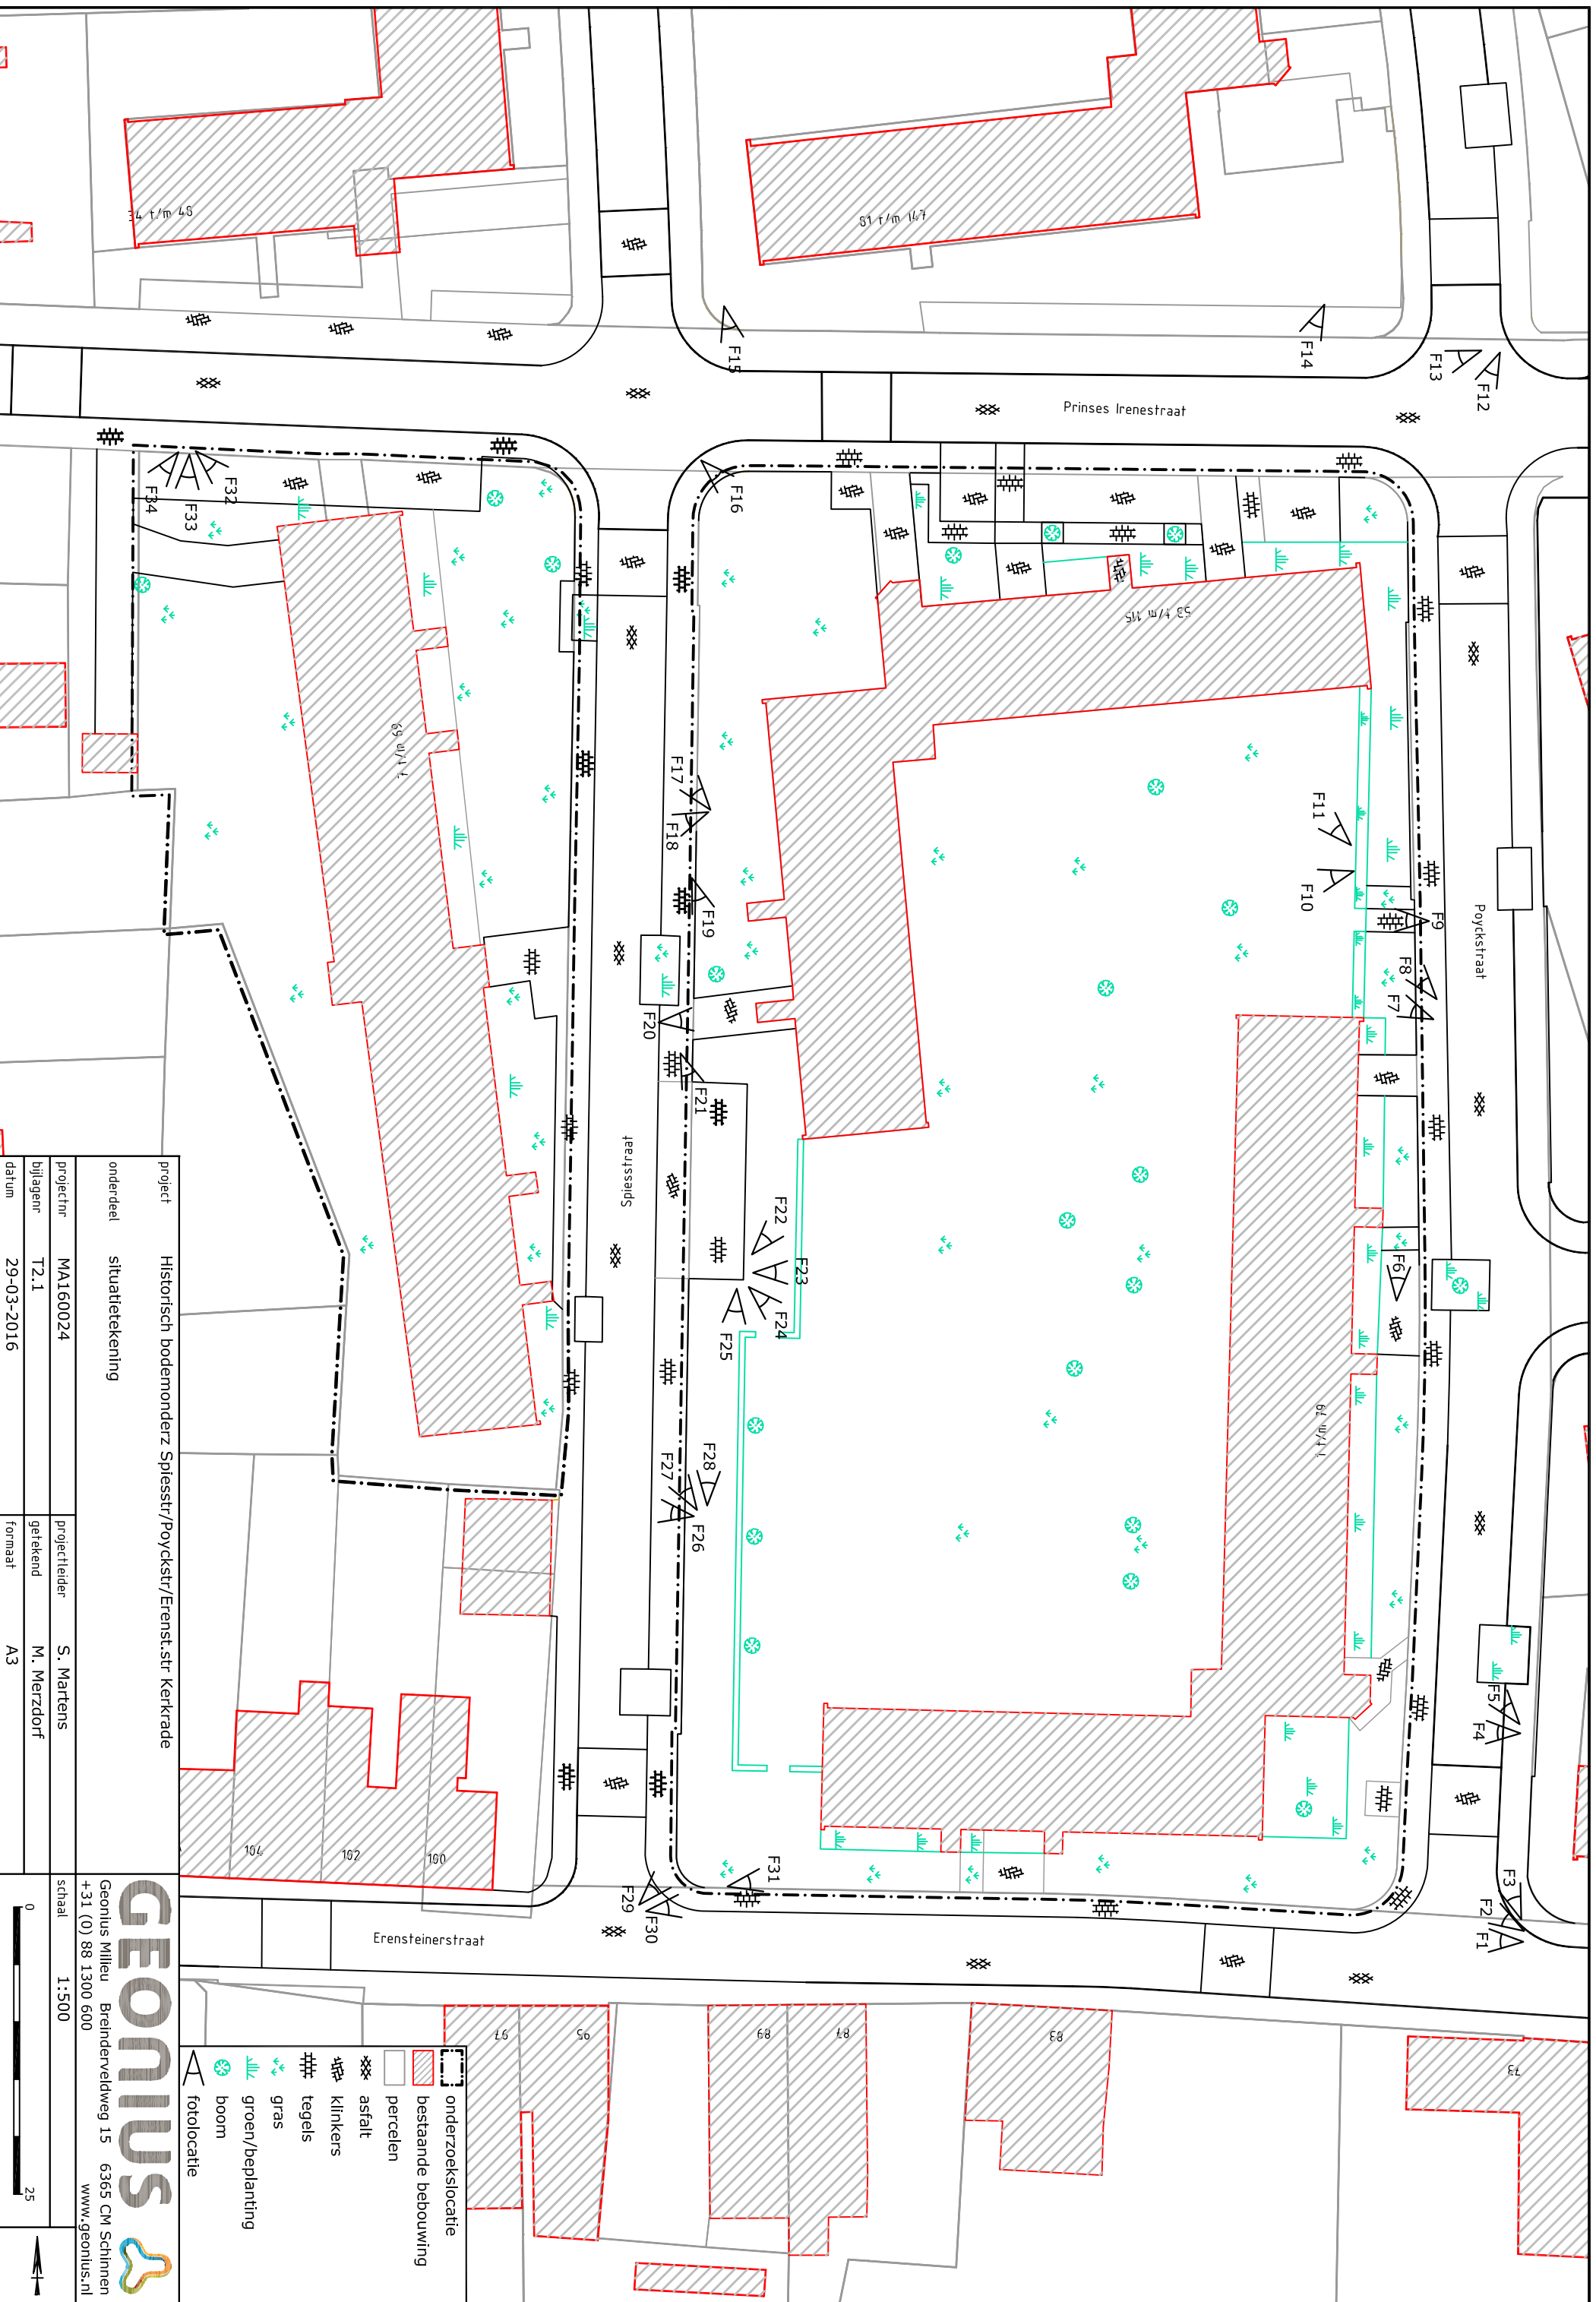 34 t/m 48
81 t/m 147
F15
F14
F13
F12
Prinses Irenestraat
F34
F33
F32
F16
53 t/m 115
7 t/m 69
F17
F18
F19
F20
F21
F11
F10
F9
F8
F7
Poyckstraat
Spiesstraat
F22
F23
F24
F25
F6
1 t/m 79
F28
F27
F26
F5
F4
F3
F2
F1
F31
F29
F30
104
102
100
Erensteinerstraat
97
95
89
87
83
73
onderzoekslocatie
bestaande bebouwing
percelen
asfalt
klinkers
tegels
gras
groen/beplanting
boom
fotolocatie
project Historisch bodemonderz Spiesstr/Poyckstr/Erenst.str Kerkrade
onderdeel situatietekening
projectnr MA160024 projectleider S. Martens
bijlagenr T2.1 getekend M. Merzdorf
datum 29-03-2016 formaat A3
GEONIUS
Geonius Milieu Breinderveldweg 15 6365 CM Schinnen
+31 (0) 88 1300 600 www.geonius.nl
schaal 1:500
0 25